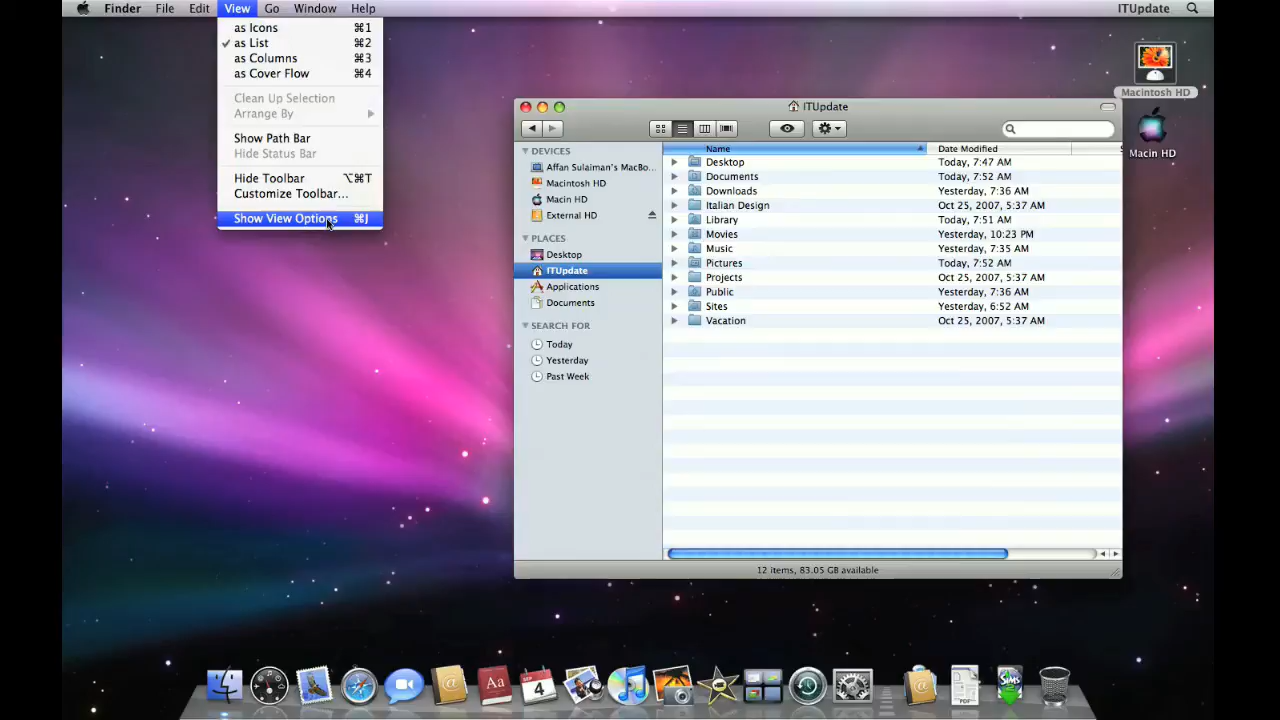 Finder File Edit View Go Window Help ITUpdate
as Icons ⌘1
✓ as List ⌘2
as Columns ⌘3
as Cover Flow ⌘4
Clean Up Selection
Arrange By
Show Path Bar
Hide Status Bar
Hide Toolbar ⌥⌘T
Customize Toolbar...
Show View Options ⌘J
Macintosh HD
Macin HD
ITUpdate
Name Date Modified
DEVICES
Affan Sulaiman's MacBo...
Macintosh HD
Macin HD
External HD
PLACES
Desktop
ITUpdate
Applications
Documents
SEARCH FOR
Today
Yesterday
Past Week
Desktop Today, 7:47 AM
Documents Today, 7:52 AM
Downloads Yesterday, 7:36 AM
Italian Design Oct 25, 2007, 5:37 AM
Library Today, 7:51 AM
Movies Yesterday, 10:23 PM
Music Yesterday, 7:35 AM
Pictures Today, 7:52 AM
Projects Oct 25, 2007, 5:37 AM
Public Yesterday, 7:36 AM
Sites Yesterday, 6:52 AM
Vacation Oct 25, 2007, 5:37 AM
12 items, 83.05 GB available
Aa
SEP
4
PDF
SIMS